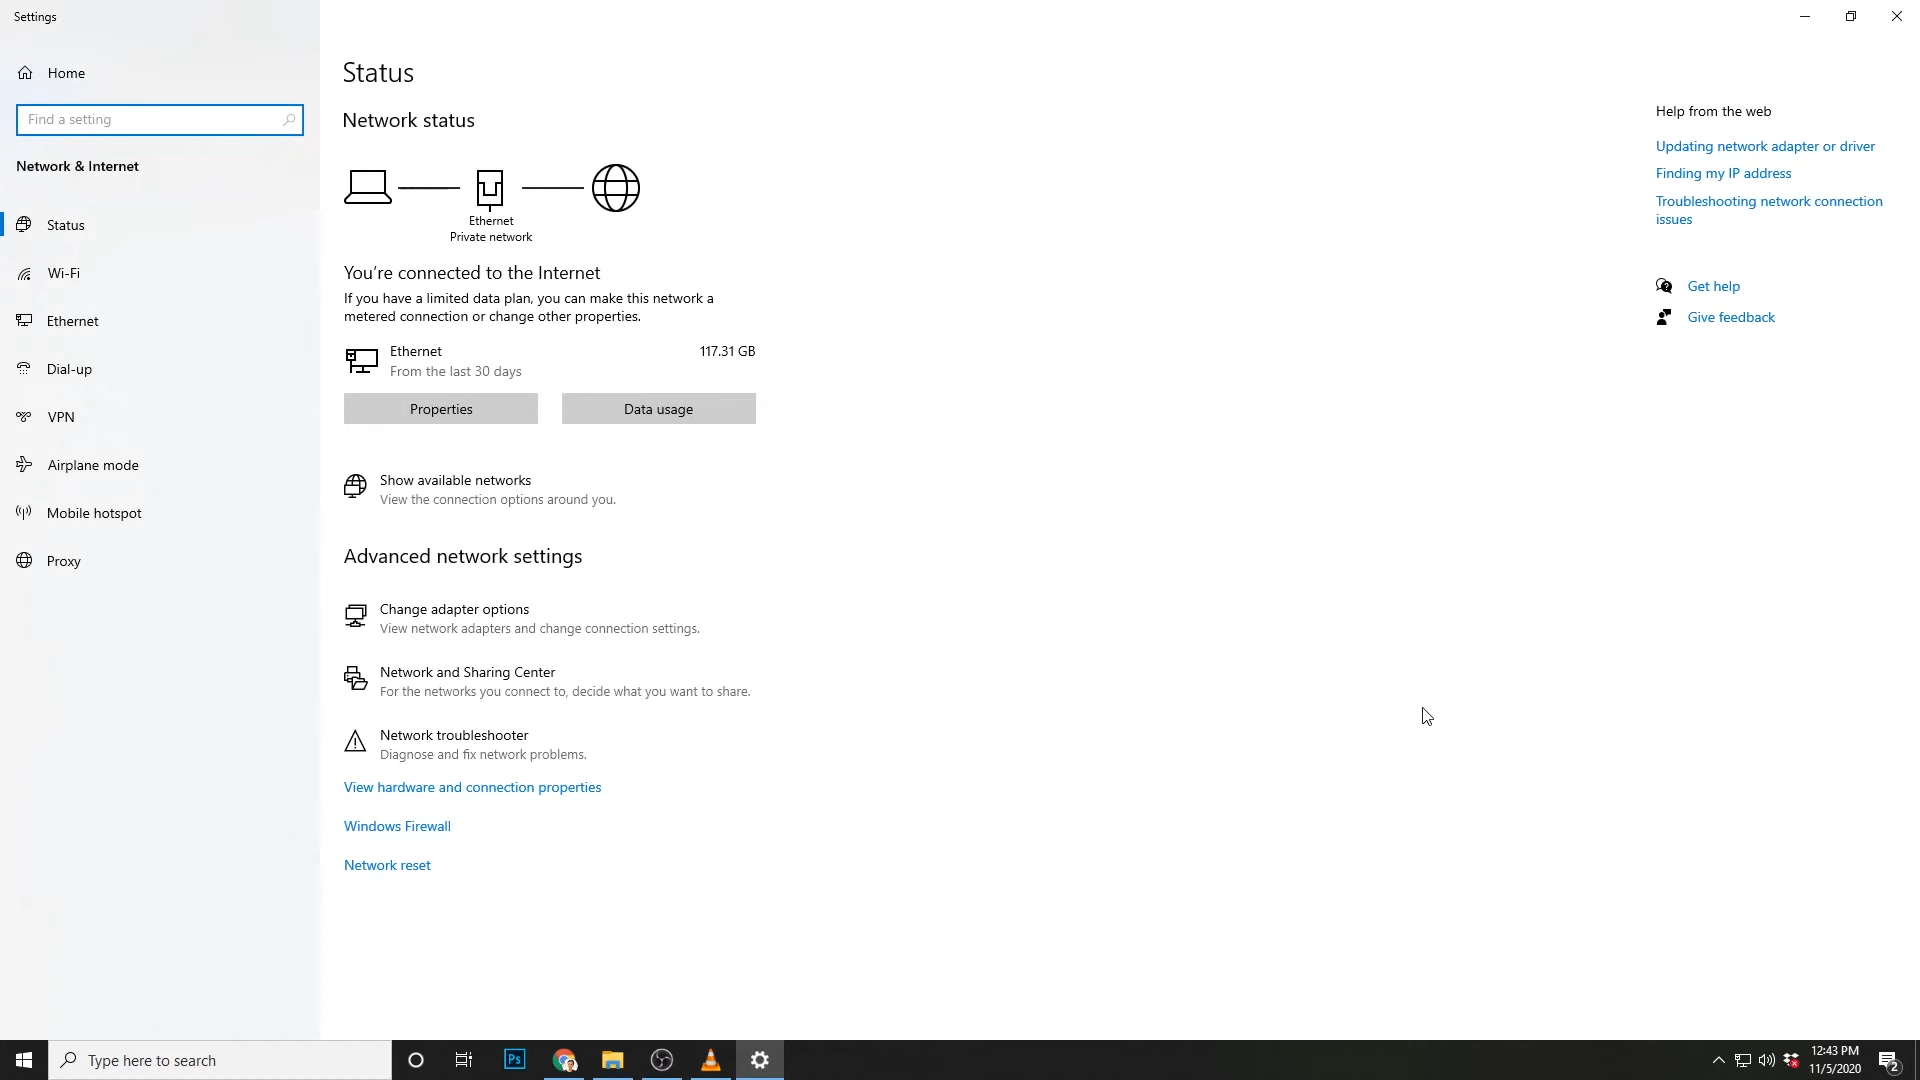 Settings
Home
Find a setting
Network & Internet
Status
Wi-Fi
Ethernet
Dial-up
VPN
Airplane mode
Mobile hotspot
Proxy
Status
Network status
Ethernet
Private network
You're connected to the Internet
If you have a limited data plan, you can make this network a
metered connection or change other properties.
Ethernet
117.31 GB
From the last 30 days
Properties
Data usage
Show available networks
View the connection options around you.
Advanced network settings
Change adapter options
View network adapters and change connection settings.
Network and Sharing Center
For the networks you connect to, decide what you want to share.
Network troubleshooter
Diagnose and fix network problems.
View hardware and connection properties
Windows Firewall
Network reset
Help from the web
Updating network adapter or driver
Finding my IP address
Troubleshooting network connection
issues
Get help
Give feedback
Type here to search
Ps
12:43 PM
11/5/2020
2